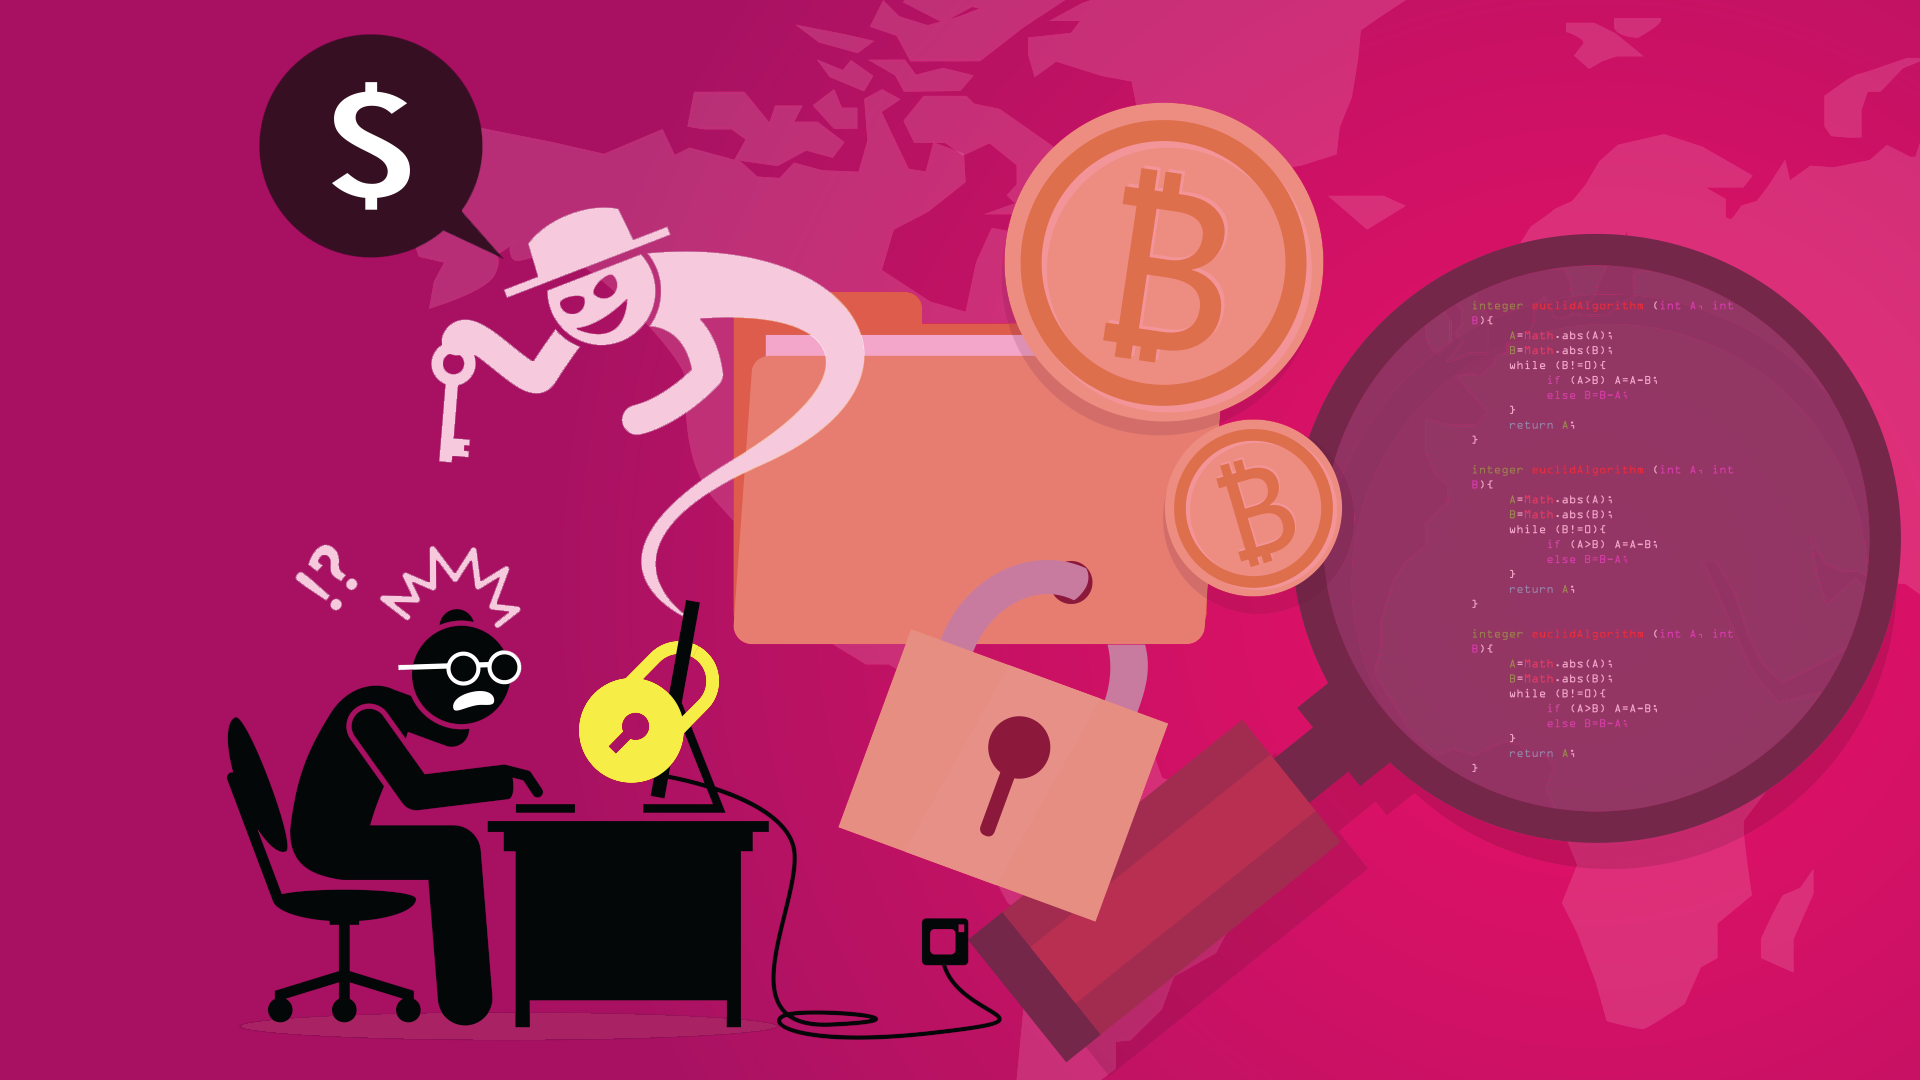 $
!?
integer euclidAlgorithm (int A, int
B){
A=Math.abs(A);
B=Math.abs(B);
while (B!=0){
if (A>B) A=A-B;
else B=B-A;
}
return A;
}
integer euclidAlgorithm (int A, int
B){
A=Math.abs(A);
B=Math.abs(B);
while (B!=0){
if (A>B) A=A-B;
else B=B-A;
}
return A;
}
integer euclidAlgorithm (int A, int
B){
A=Math.abs(A);
B=Math.abs(B);
while (B!=0){
if (A>B) A=A-B;
else B=B-A;
}
return A;
}